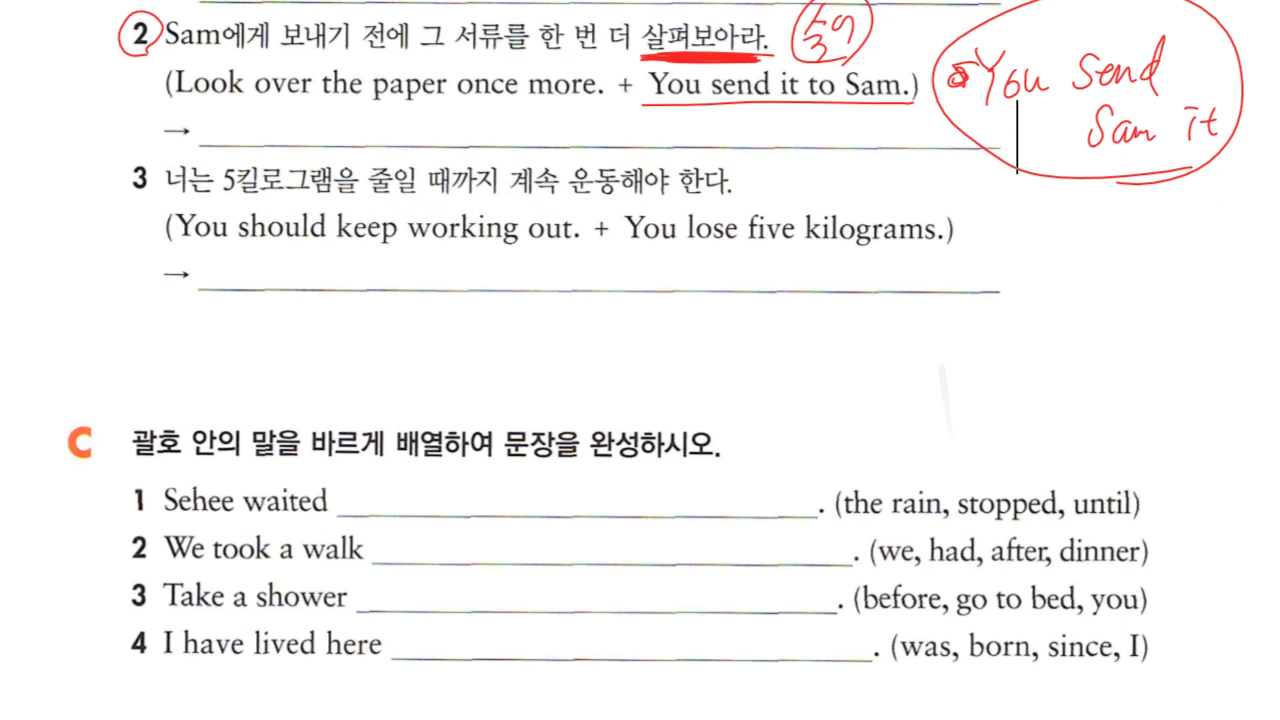 2 Sam에게 보내기 전에 그 서류를 한 번 더 살펴보아라.
(Look over the paper once more. + You send it to Sam.)
You send
Sam it
→
3 너는 5킬로그램을 줄일 때까지 계속 운동해야 한다.
(You should keep working out. + You lose five kilograms.)
→
C 괄호 안의 말을 바르게 배열하여 문장을 완성하시오.
1 Sehee waited . (the rain, stopped, until)
2 We took a walk . (we, had, after, dinner)
3 Take a shower . (before, go to bed, you)
4 I have lived here . (was, born, since, I)